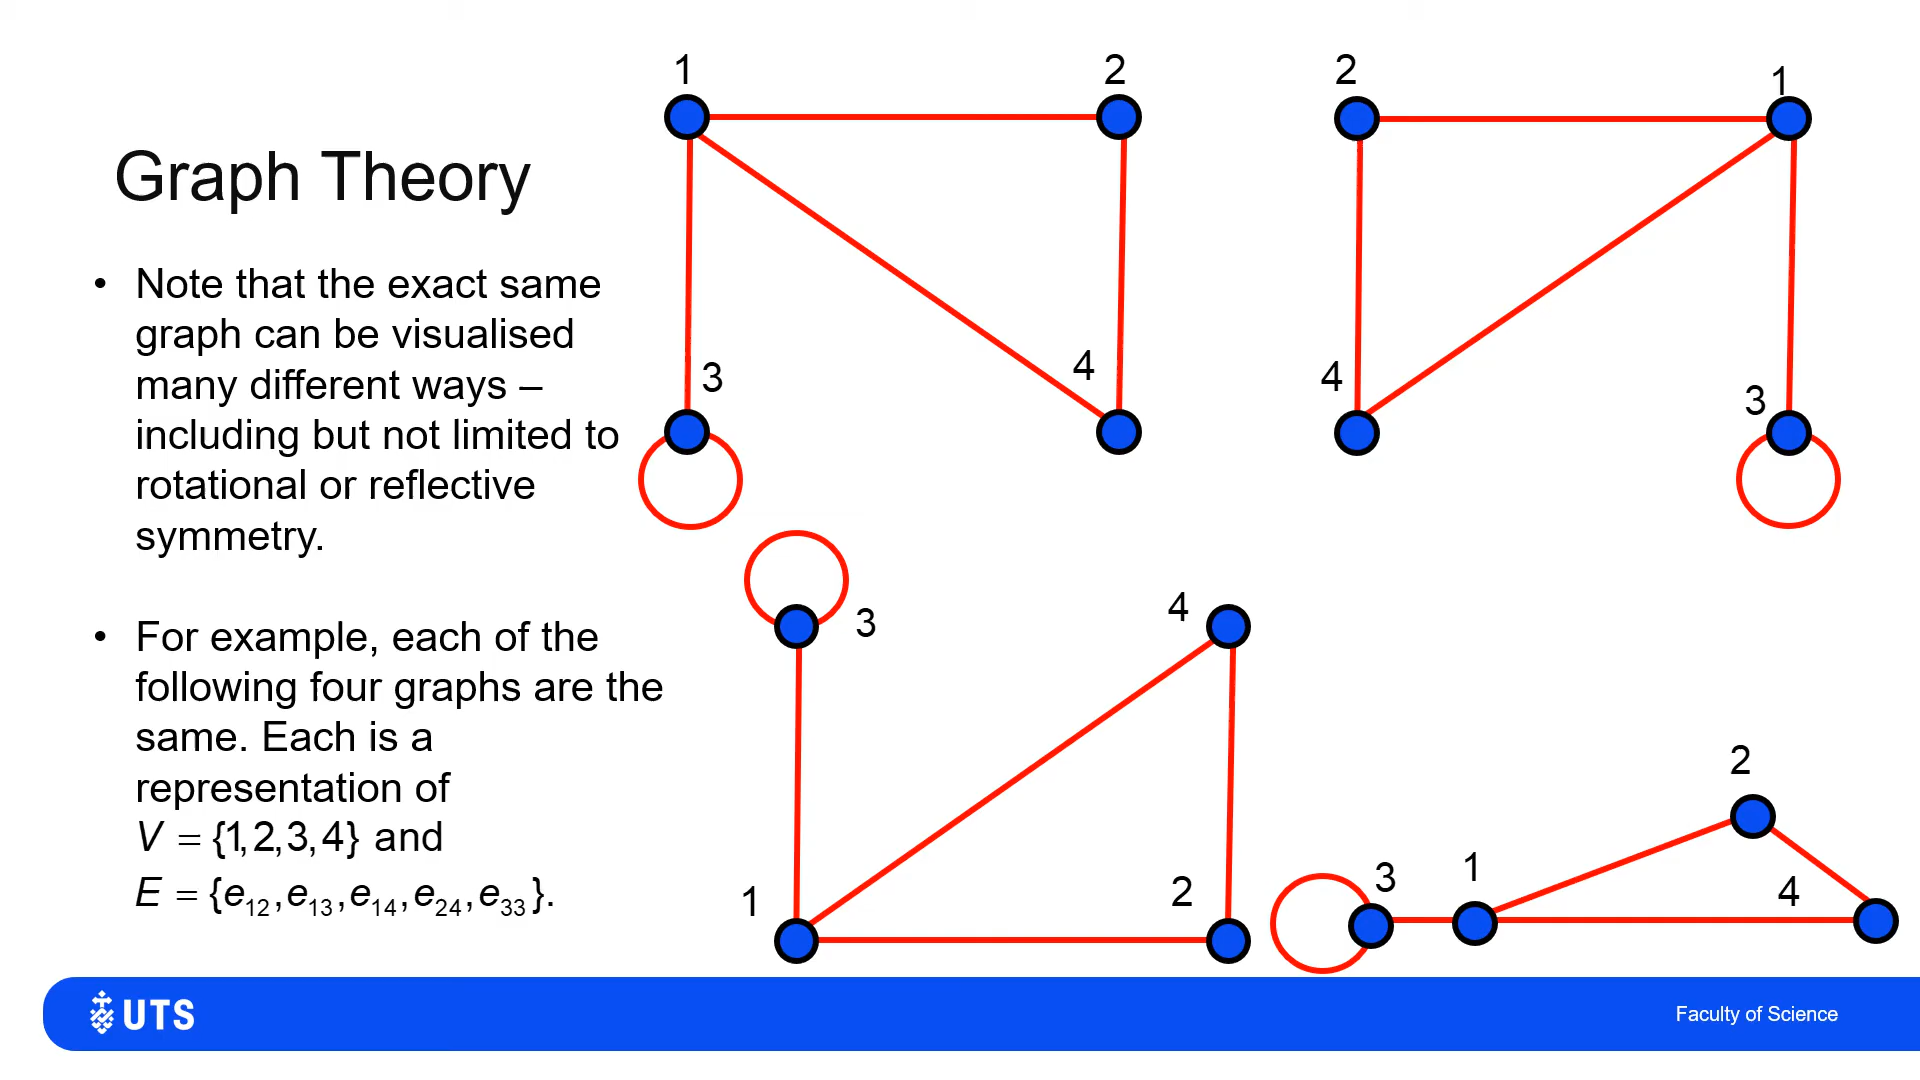 Graph Theory
• Note that the exact same
graph can be visualised
many different ways –
including but not limited to
rotational or reflective
symmetry.
• For example, each of the
following four graphs are the
same. Each is a
representation of
V = {1,2,3,4} and
E = {e₁₂,e₁₃,e₁₄,e₂₄,e₃₃}.
1 2
3 4
2 1
4 3
3 4
1 2
2
3 1 4
UTS
Faculty of Science